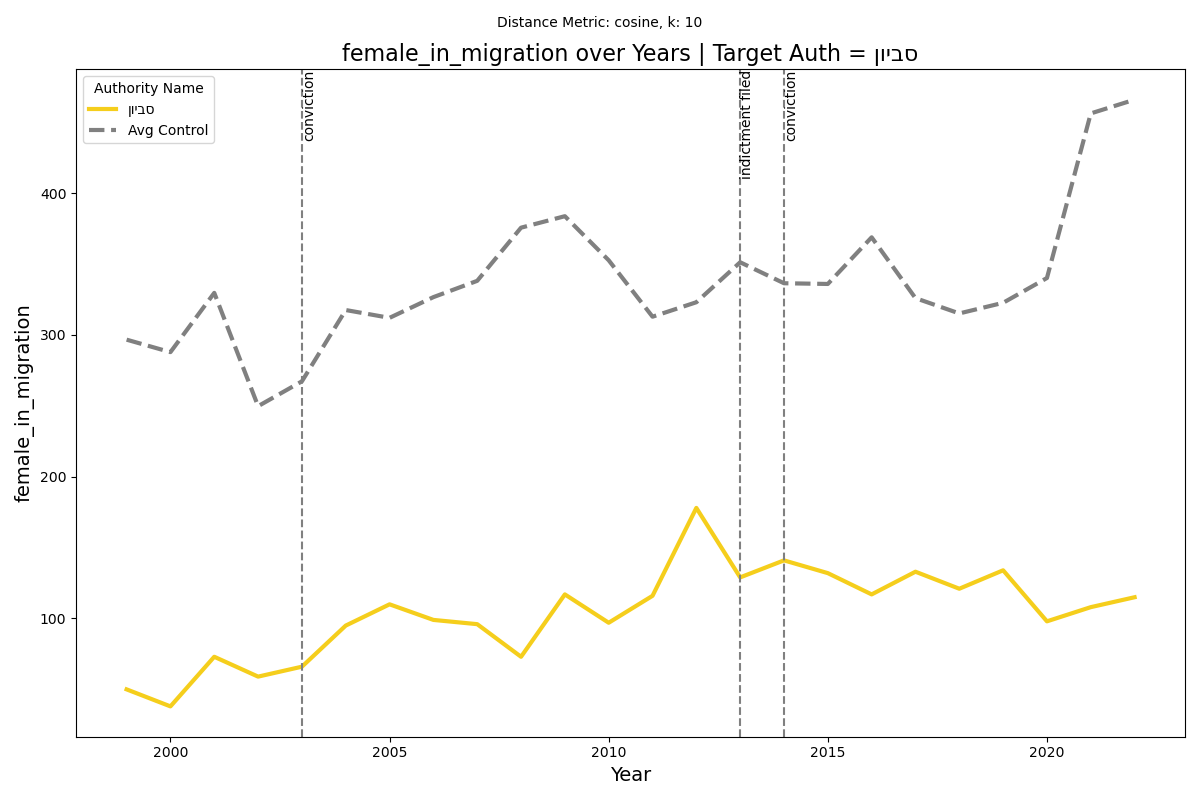 Distance Metric: cosine, k: 10
female_in_migration over Years | Target Auth = סביון
Authority Name
סביון
Avg Control
conviction
indictment filed
conviction
female_in_migration
400
300
200
100
2000 2005 2010 2015 2020
Year